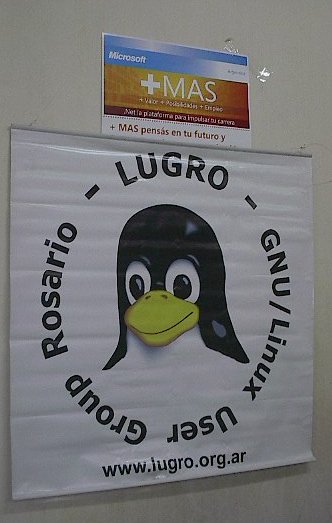 Microsoft
+MAS
+ Valor + Posibilidades + Empleo
.Net la plataforma para impulsar tu carrera
+ MAS pensás en tu futuro y
LUGRO - GNU/Linux User Group Rosario -
www.lugro.org.ar